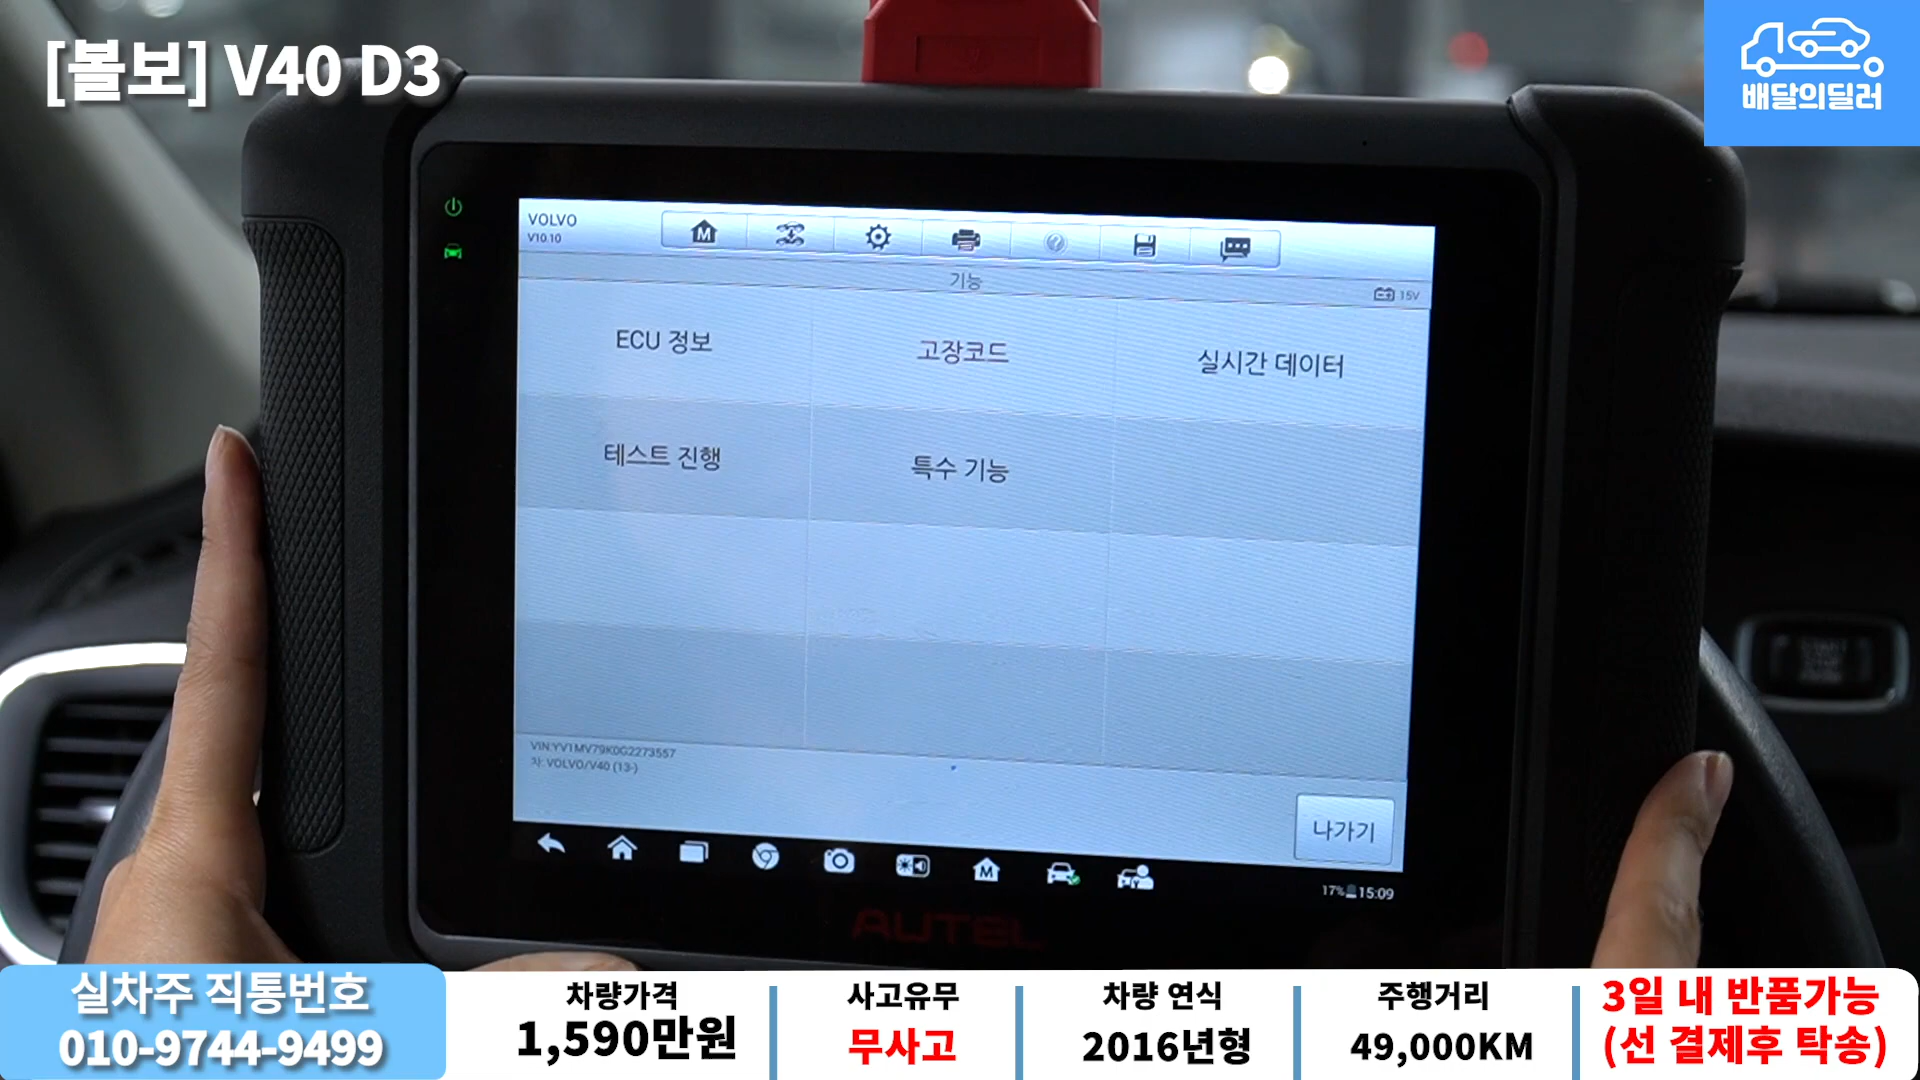 [볼보] V40 D3
배달의딜러
VOLVO
V10.10
M
기능
15V
ECU 정보
고장코드
실시간 데이터
테스트 진행
특수 기능
VIN:YV1MV79K0G2273557
차: VOLVO/V40 (13-)
나가기
M
17% 15:09
AUTEL
실차주 직통번호
010-9744-9499
차량가격
1,590만원
사고유무
무사고
차량 연식
2016년형
주행거리
49,000KM
3일 내 반품가능
(선 결제후 탁송)